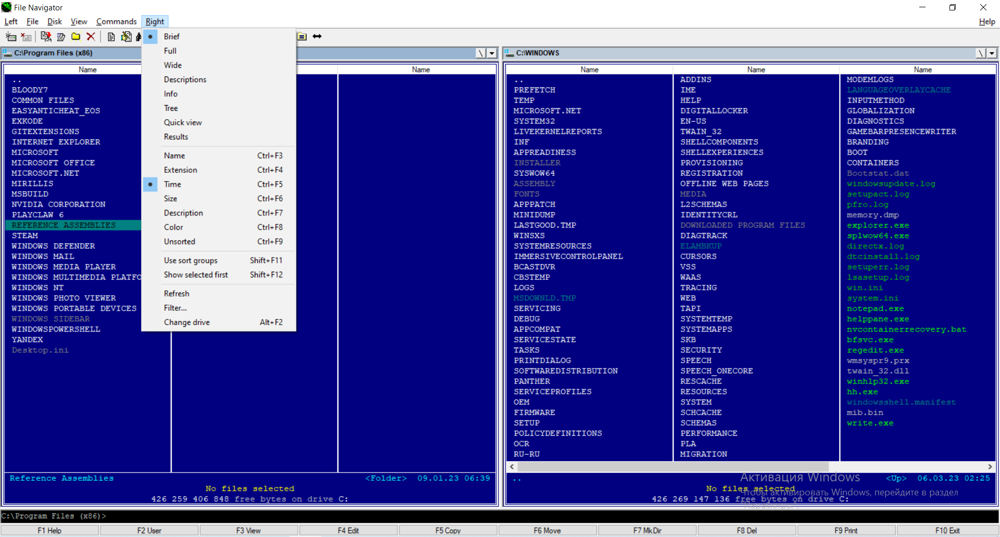 File Navigator
Left File Disk View Commands Right Help
C:\Program Files (x86)
Name
Name
..
BLOODY7
COMMON FILES
EASYANTICHEAT_EOS
EXKODE
GITEXTENSIONS
INTERNET EXPLORER
MICROSOFT
MICROSOFT OFFICE
MICROSOFT.NET
MIRILLIS
MSBUILD
NVIDIA CORPORATION
PLAYCLAW 6
REFERENCE ASSEMBLIES
STEAM
WINDOWS DEFENDER
WINDOWS MAIL
WINDOWS MEDIA PLAYER
WINDOWS MULTIMEDIA PLATFO
WINDOWS NT
WINDOWS PHOTO VIEWER
WINDOWS PORTABLE DEVICES
WINDOWS SIDEBAR
WINDOWSPOWERSHELL
YANDEX
Desktop.ini
Brief
Full
Wide
Descriptions
Info
Tree
Quick view
Results
Name Ctrl+F3
Extension Ctrl+F4
Time Ctrl+F5
Size Ctrl+F6
Description Ctrl+F7
Color Ctrl+F8
Unsorted Ctrl+F9
Use sort groups Shift+F11
Show selected first Shift+F12
Refresh
Filter...
Change drive Alt+F2
Reference Assemblies <Folder> 09.01.23 06:39
No files selected
426 259 406 848 free bytes on drive C:
C:\WINDOWS
Name
..
PREFETCH
TEMP
MICROSOFT.NET
SYSTEM32
LIVEKERNELREPORTS
INF
APPREADINESS
INSTALLER
SYSWOW64
ASSEMBLY
FONTS
APPPATCH
MINIDUMP
LASTGOOD.TMP
WINSXS
SYSTEMRESOURCES
IMMERSIVECONTROLPANEL
BCASTDVR
CBSTEMP
LOGS
MSDOWNLD.TMP
SERVICING
DEBUG
APPCOMPAT
SERVICESTATE
TASKS
PRINTDIALOG
SOFTWAREDISTRIBUTION
PANTHER
SERVICEPROFILES
OEM
FIRMWARE
SETUP
POLICYDEFINITIONS
OCR
RU-RU
Name
ADDINS
IME
HELP
DIGITALLOCKER
EN-US
TWAIN_32
SHELLCOMPONENTS
SHELLEXPERIENCES
PROVISIONING
REGISTRATION
OFFLINE WEB PAGES
MEDIA
L2SCHEMAS
IDENTITYCRL
DOWNLOADED PROGRAM FILES
DIAGTRACK
ELAMBKUP
CURSORS
VSS
WAAS
TRACING
WEB
TAPI
SYSTEMTEMP
SYSTEMAPPS
SKB
SECURITY
SPEECH
SPEECH_ONECORE
RESCACHE
RESOURCES
SYSTEM
SCHCACHE
SCHEMAS
PERFORMANCE
PLA
MIGRATION
Name
MODEMLOGS
LANGUAGEOVERLAYCACHE
INPUTMETHOD
GLOBALIZATION
DIAGNOSTICS
GAMEBARPRESENCEWRITER
BRANDING
BOOT
CONTAINERS
Bootstat.dat
windowsupdate.log
setupact.log
pfro.log
memory.dmp
explorer.exe
splwow64.exe
directx.log
dtcinstall.log
setuperr.log
lsasetup.log
win.ini
system.ini
notepad.exe
helppane.exe
nvcontainerrecovery.bat
bfsvc.exe
regedit.exe
wmsyspr9.prx
twain_32.dll
winhlp32.exe
hh.exe
windowsshell.manifest
mib.bin
write.exe
.. <Up> 06.03.23 02:25
No files selected
426 269 147 136 free bytes on drive C:
Активация Windows
Чтобы активировать Windows, перейдите в раздел
"Параметры".
C:\Program Files (x86)>
F1 Help F2 User F3 View F4 Edit F5 Copy F6 Move F7 MkDir F8 Del F9 Print F10 Exit